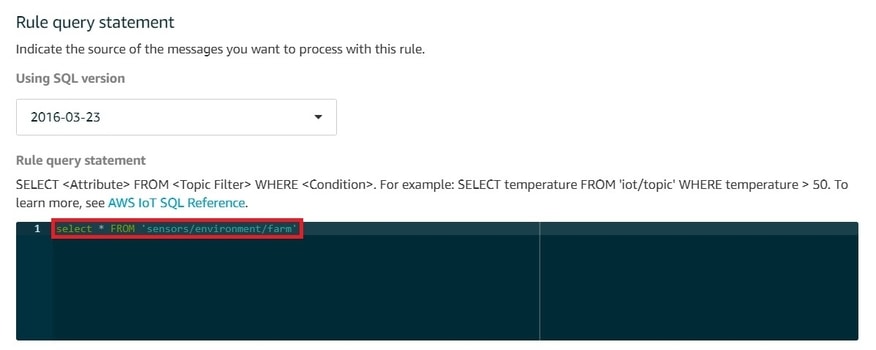 Rule query statement
Indicate the source of the messages you want to process with this rule.
Using SQL version
2016-03-23
Rule query statement
SELECT <Attribute> FROM <Topic Filter> WHERE <Condition>. For example: SELECT temperature FROM 'iot/topic' WHERE temperature > 50. To
learn more, see AWS IoT SQL Reference.
1 select * FROM 'sensors/environment/farm'